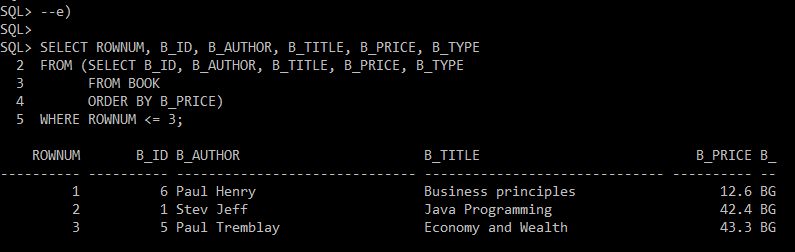 SQL> --e)
SQL>
SQL> SELECT ROWNUM, B_ID, B_AUTHOR, B_TITLE, B_PRICE, B_TYPE
  2  FROM (SELECT B_ID, B_AUTHOR, B_TITLE, B_PRICE, B_TYPE
  3        FROM BOOK
  4        ORDER BY B_PRICE)
  5  WHERE ROWNUM <= 3;
    ROWNUM       B_ID B_AUTHOR                       B_TITLE                           B_PRICE B_
---------- ---------- ------------------------------ ------------------------------ ---------- --
         1          6 Paul Henry                     Business principles                  12.6 BG
         2          1 Stev Jeff                      Java Programming                     42.4 BG
         3          5 Paul Tremblay                  Economy and Wealth                   43.3 BG